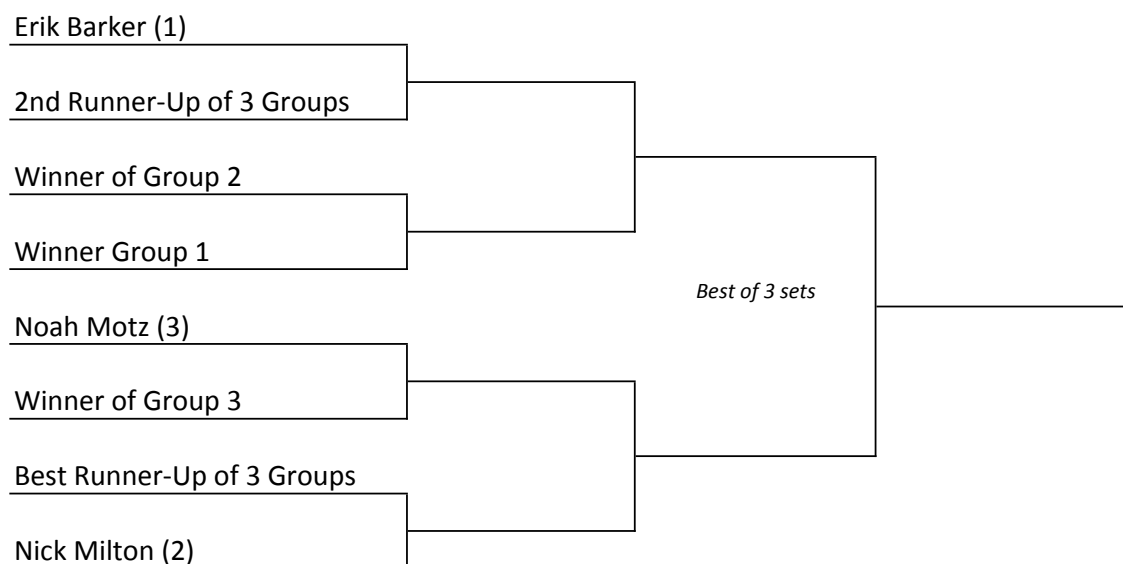 Erik Barker (1)
2nd Runner-Up of 3 Groups
Winner of Group 2
Winner Group 1
Best of 3 sets
Noah Motz (3)
Winner of Group 3
Best Runner-Up of 3 Groups
Nick Milton (2)